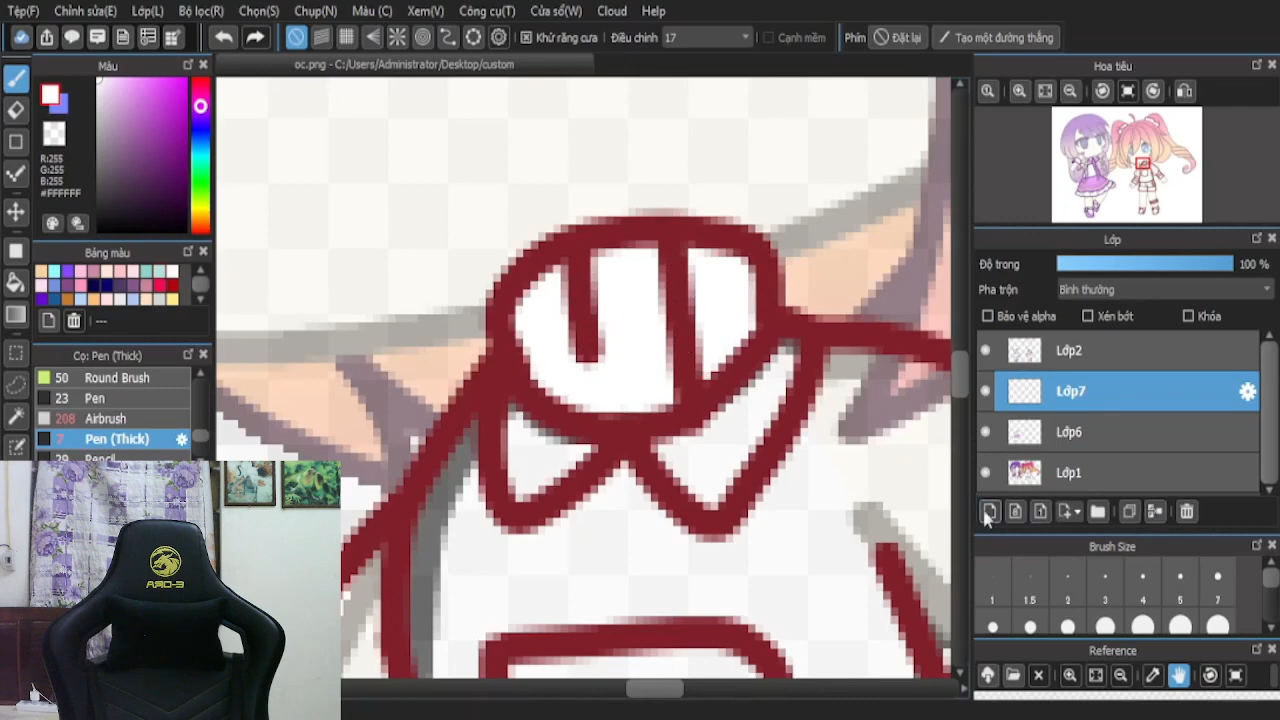 Tệp(F) Chỉnh sửa(E) Lớp(L) Bộ lọc(R) Chọn(S) Chụp(N) Màu (C) Xem(V) Công cụ(T) Cửa sổ(W) Cloud Help
Khử răng cưa Điều chỉnh 17 Cạnh mềm Phím Đặt lại Tạo một đường thẳng
Màu
oc.png - C:/Users/Administrator/Desktop/custom
Hoa tiêu
R:255
G:255
B:255
#FFFFFF
Bảng màu
---
Cọ: Pen (Thick)
50 Round Brush
23 Pen
208 Airbrush
7 Pen (Thick)
29 Pencil
Lớp
Độ trong 100 %
Pha trộn Bình thường
Bảo vệ alpha Xén bớt Khóa
Lớp2
Lớp7
Lớp6
Lớp1
Brush Size
1 1.5 2 3 4 5 7
Reference